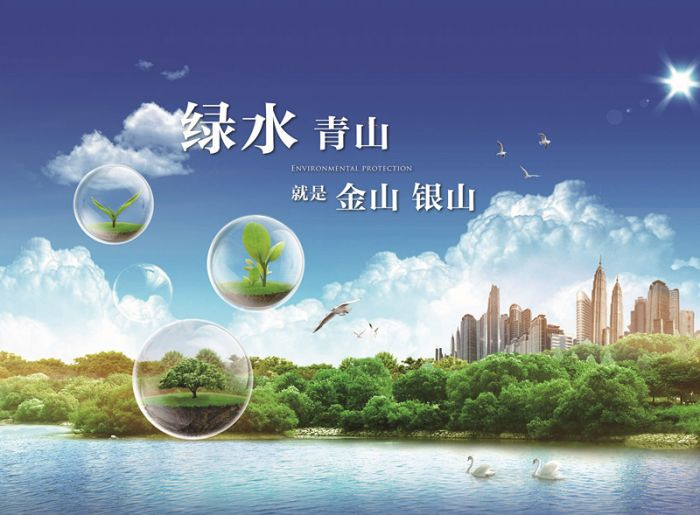 绿水 青山
ENVIRONMENTAL PROTECTION
就是 金山 银山